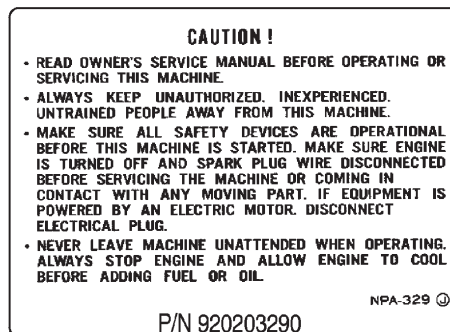 CAUTION !
• READ OWNER'S SERVICE MANUAL BEFORE OPERATING OR
SERVICING THIS MACHINE.
• ALWAYS KEEP UNAUTHORIZED. INEXPERIENCED.
UNTRAINED PEOPLE AWAY FROM THIS MACHINE.
• MAKE SURE ALL SAFETY DEVICES ARE OPERATIONAL
BEFORE THIS MACHINE IS STARTED. MAKE SURE ENGINE
IS TURNED OFF AND SPARK PLUG WIRE DISCONNECTED
BEFORE SERVICING THE MACHINE OR COMING IN
CONTACT WITH ANY MOVING PART. IF EQUIPMENT IS
POWERED BY AN ELECTRIC MOTOR. DISCONNECT
ELECTRICAL PLUG.
• NEVER LEAVE MACHINE UNATTENDED WHEN OPERATING.
ALWAYS STOP ENGINE AND ALLOW ENGINE TO COOL
BEFORE ADDING FUEL OR OIL.
NPA-329 Ⓙ
P/N 920203290